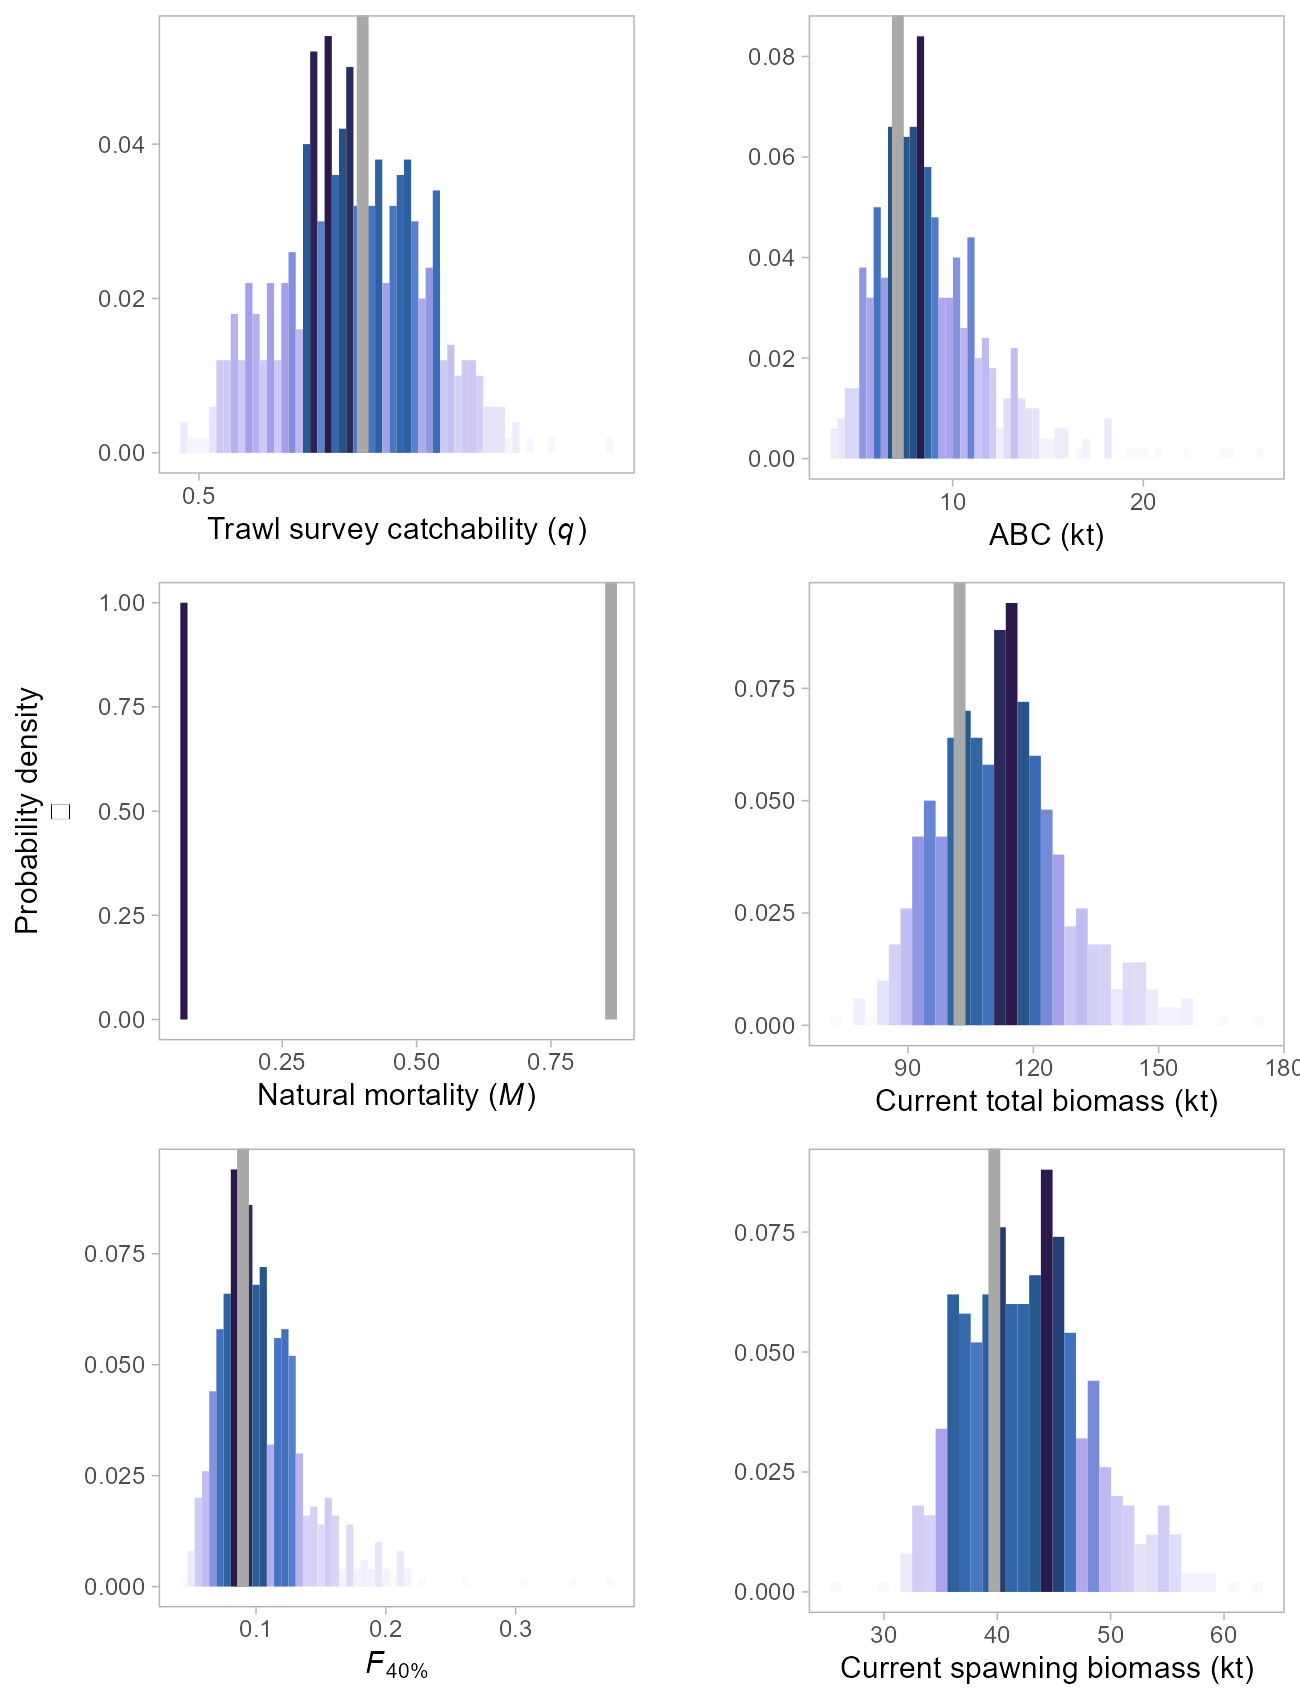 0.04
0.02
0.00
0.5
Trawl survey catchability (q)
0.08
0.06
0.04
0.02
0.00
10 20
ABC (kt)
Probability density
□
1.00
0.75
0.50
0.25
0.00
0.25 0.50 0.75
Natural mortality (M)
0.075
0.050
0.025
0.000
90 120 150 180
Current total biomass (kt)
0.075
0.050
0.025
0.000
0.1 0.2 0.3
F40%
0.075
0.050
0.025
0.000
30 40 50 60
Current spawning biomass (kt)